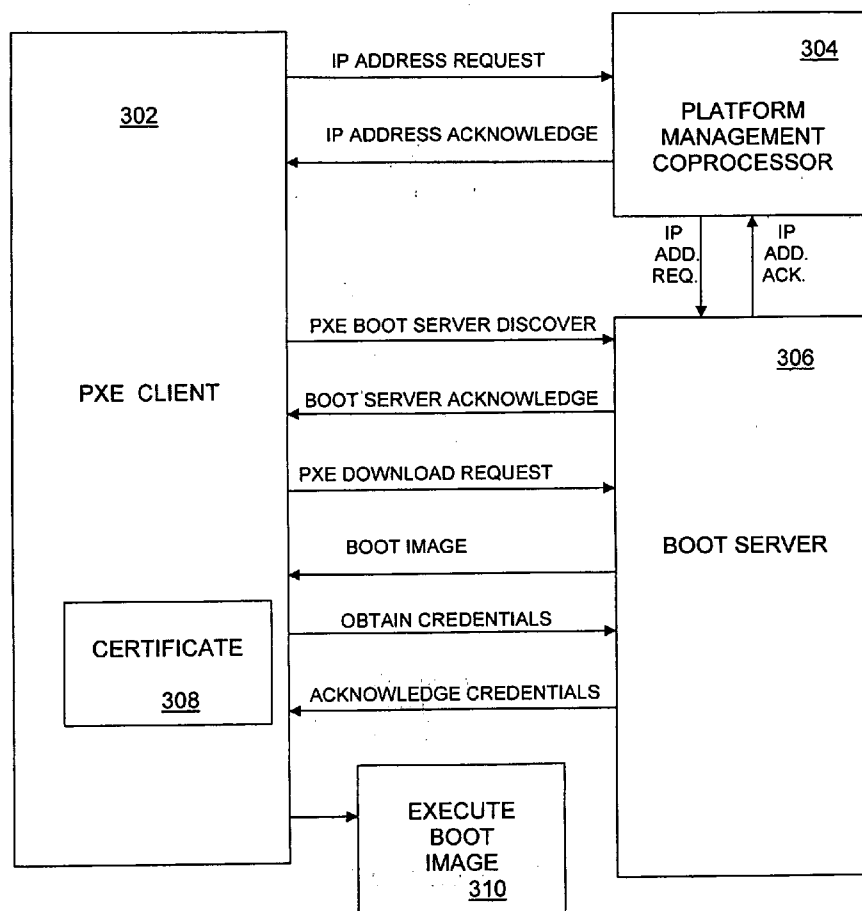 IP ADDRESS REQUEST
304
302
IP ADDRESS ACKNOWLEDGE
PLATFORM
MANAGEMENT
COPROCESSOR
IP
ADD.
REQ.
IP
ADD.
ACK.
PXE BOOT SERVER DISCOVER
306
PXE CLIENT
BOOT SERVER ACKNOWLEDGE
PXE DOWNLOAD REQUEST
BOOT IMAGE
BOOT SERVER
OBTAIN CREDENTIALS
CERTIFICATE
308
ACKNOWLEDGE CREDENTIALS
EXECUTE
BOOT
IMAGE
310